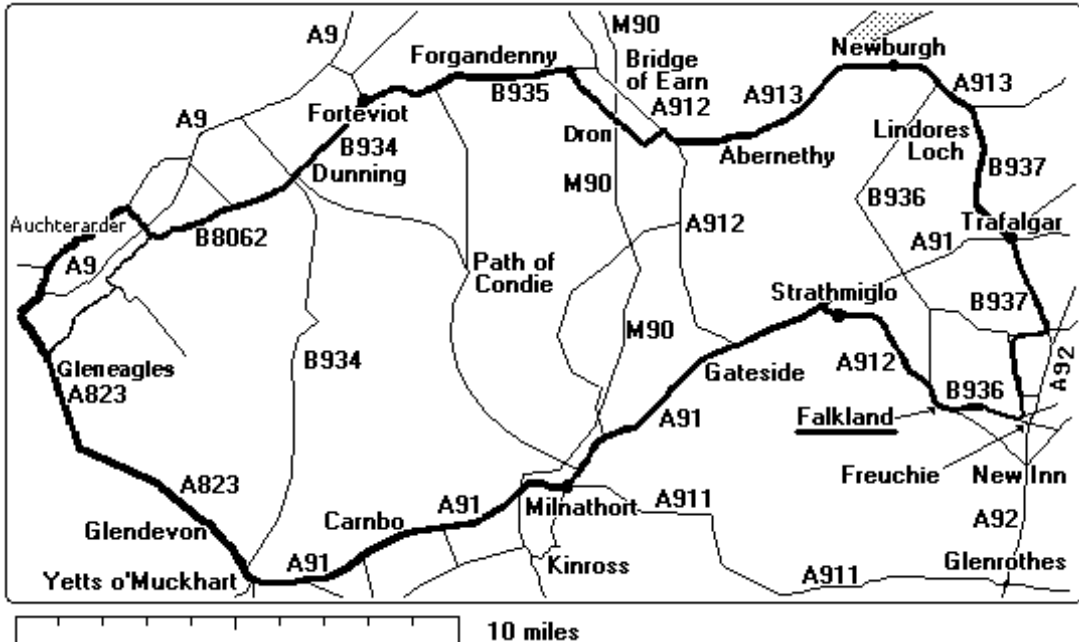 M90
A9
Forgandenny
Newburgh
Bridge
of Earn
A913
B935
A912
A913
A9
Forteviot
Dron
Lindores
Loch
B934
Abernethy
Dunning
B937
M90
B936
Auchterarder
Trafalgar
B8062
A912
A91
A9
Path of
Condie
Strathmiglo
B937
M90
B934
Gleneagles
Gateside
A912
A92
A823
B936
A91
Falkland
Freuchie
New Inn
A823
A91
Milnathort
A911
Carnbo
A92
Glendevon
Kinross
A91
Glenrothes
Yetts o'Muckhart
A911
10 miles